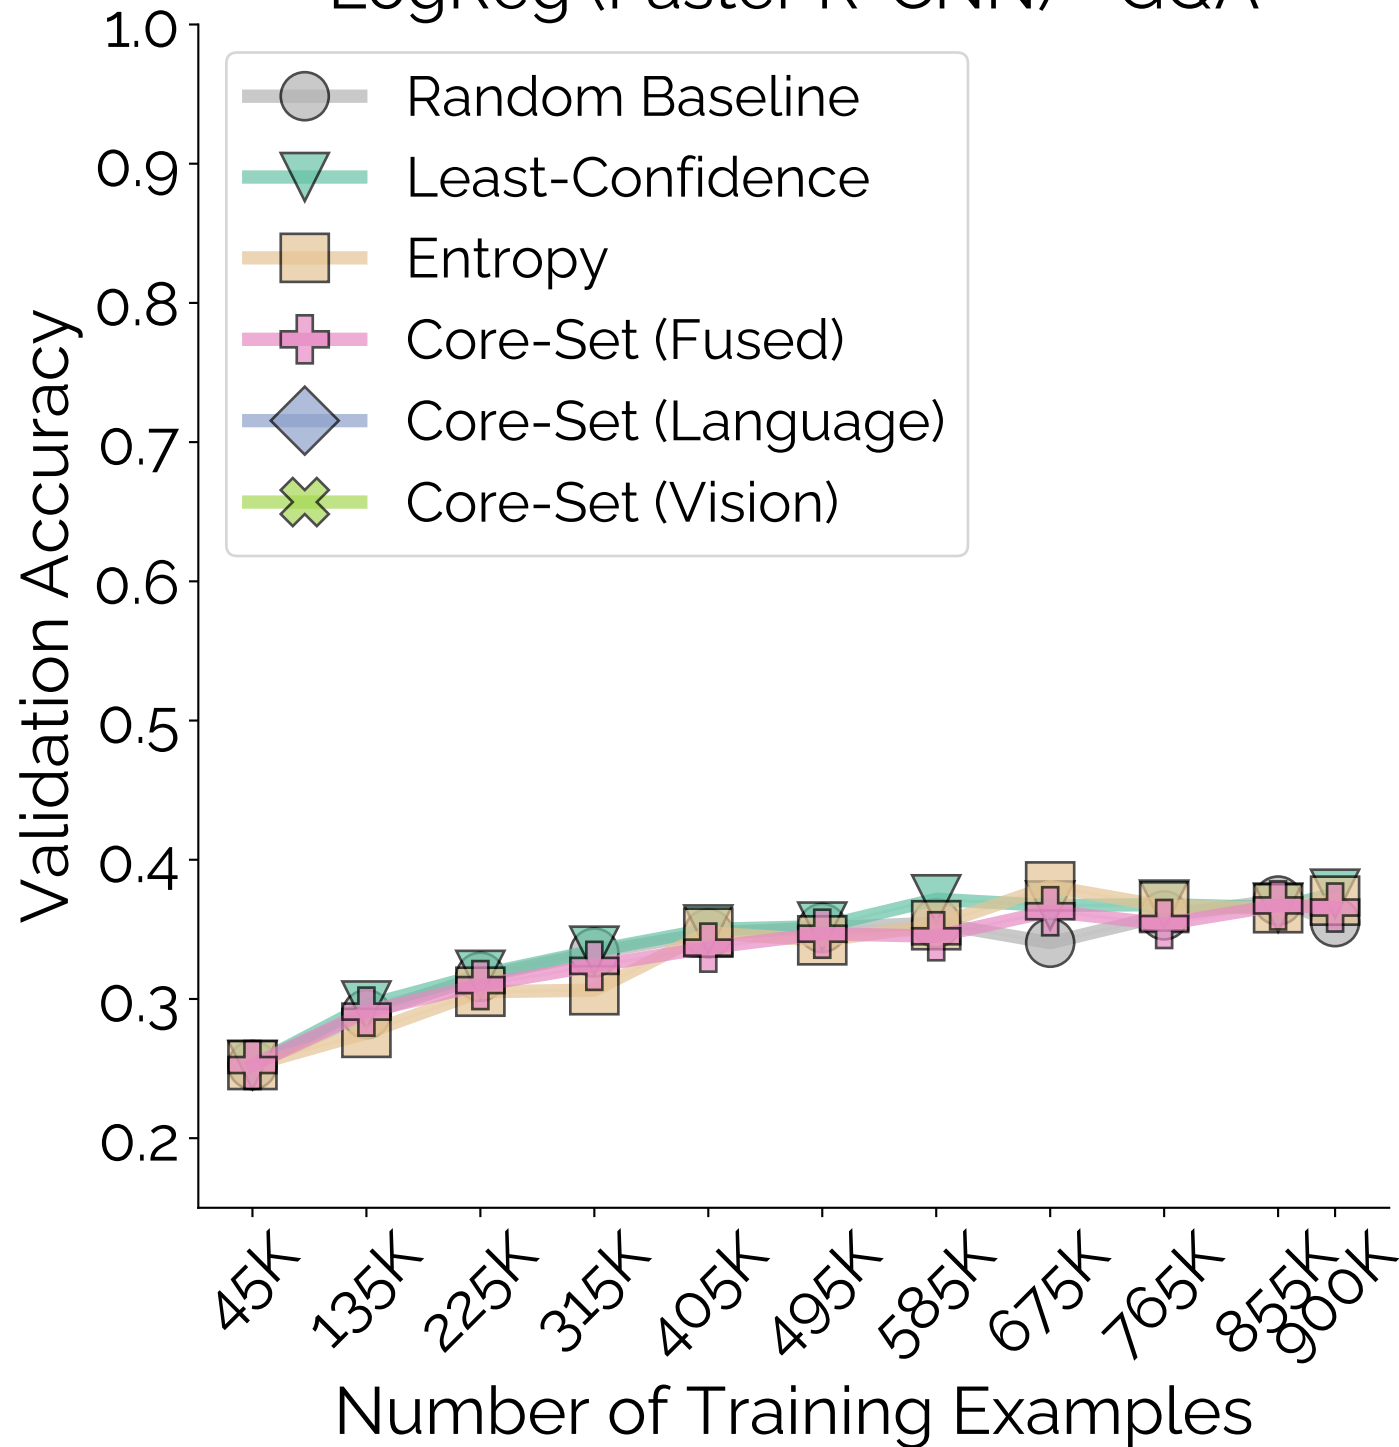 1.0
Random Baseline
Least-Confidence
Entropy
Core-Set (Fused)
Core-Set (Language)
Core-Set (Vision)
0.9
0.8
0.7
0.6
0.5
0.4
0.3
0.2
Validation Accuracy
45K
135K
225K
315K
405K
495K
585K
675K
765K
855K
900K
Number of Training Examples